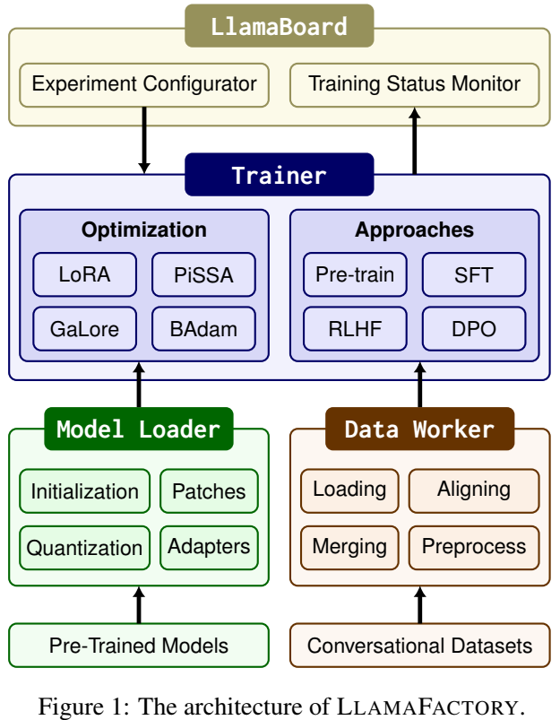 LlamaBoard
Experiment Configurator
Training Status Monitor
Trainer
Optimization
LoRA
PiSSA
GaLore
BAdam
Approaches
Pre-train
SFT
RLHF
DPO
Model Loader
Initialization
Patches
Quantization
Adapters
Data Worker
Loading
Aligning
Merging
Preprocess
Pre-Trained Models
Conversational Datasets
Figure 1: The architecture of LLAMAFACTORY.